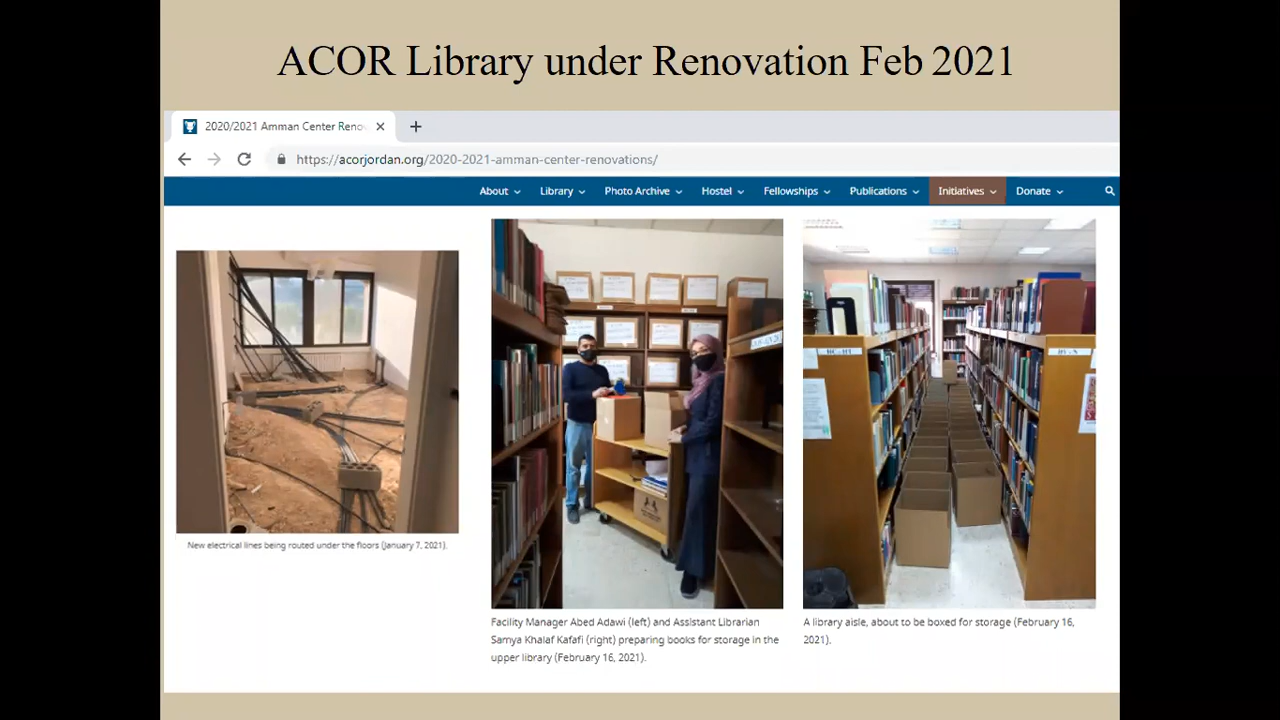 ACOR Library under Renovation Feb 2021
2020/2021 Amman Center Reno
https://acorjordan.org/2020-2021-amman-center-renovations/
About Library Photo Archive Hostel Fellowships Publications Initiatives Donate
New electrical lines being routed under the floors (January 7, 2021).
Facility Manager Abed Adawi (left) and Assistant Librarian
Samya Khalaf Kafafi (right) preparing books for storage in the
upper library (February 16, 2021).
A library aisle, about to be boxed for storage (February 16,
2021).